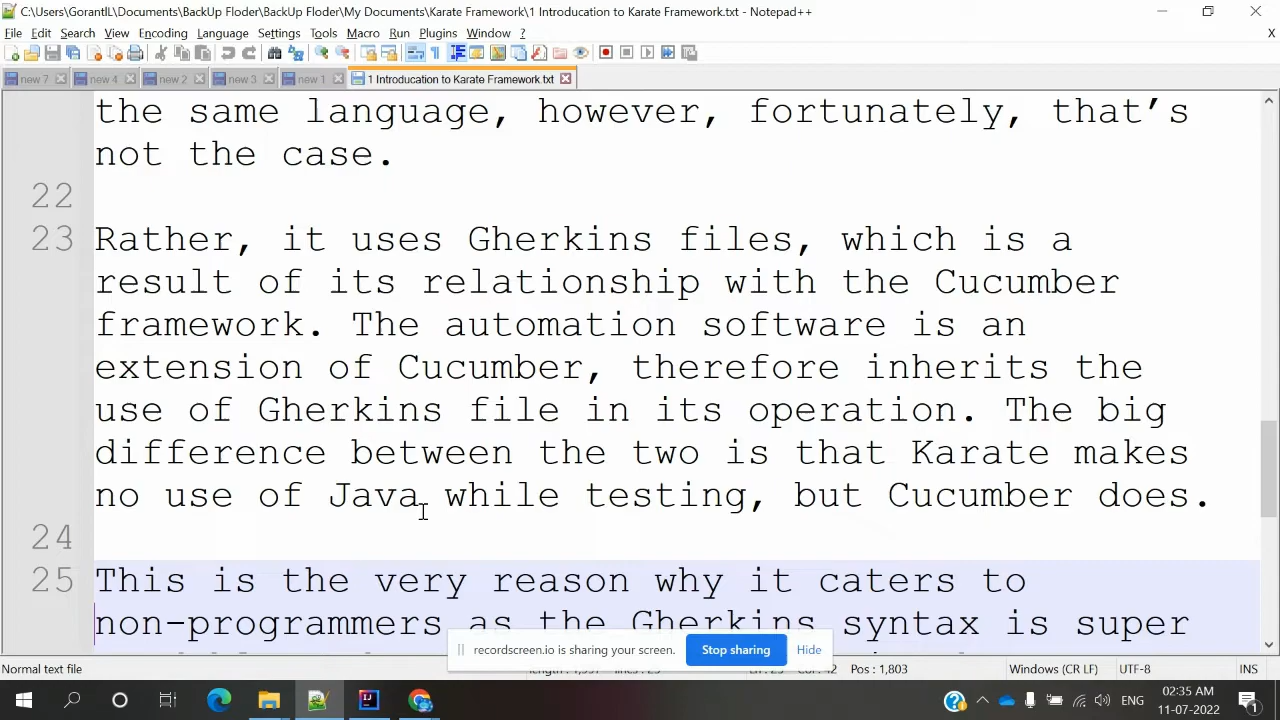 C:\Users\GorantlL\Documents\BackUp Floder\BackUp Floder\My Documents\Karate Framework\1 Introducation to Karate Framework.txt - Notepad++
File Edit Search View Encoding Language Settings Tools Macro Run Plugins Window ? X
new 7 new 4 new 2 new 3 new 1 1 Introducation to Karate Framework.txt
the same language, however, fortunately, that's
not the case.
22
23 Rather, it uses Gherkins files, which is a
result of its relationship with the Cucumber
framework. The automation software is an
extension of Cucumber, therefore inherits the
use of Gherkins file in its operation. The big
difference between the two is that Karate makes
no use of Java while testing, but Cucumber does.
24
25 This is the very reason why it caters to
non-programmers as the Gherkins syntax is super
recordscreen.io is sharing your screen. Stop sharing Hide
Normal text file Pos : 1,803 Windows (CR LF) UTF-8 INS
ENG 02:35 AM
11-07-2022